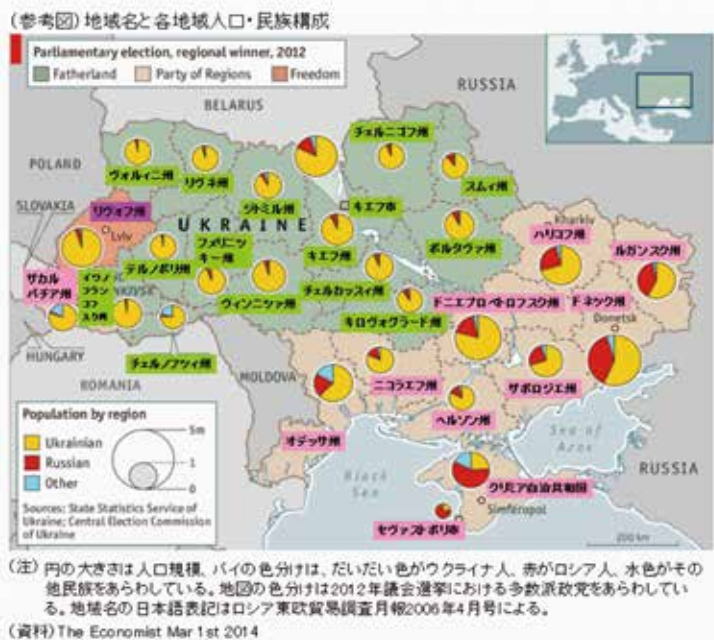 (参考図)地域名と各地域人口・民族構成
Parliamentary election, regional winner, 2012
Fatherland
Party of Regions
Freedom
RUSSIA
BELARUS
POLAND
SLOVAKIA
HUNGARY
ROMANIA
MOLDOVA
UKRAINE
チェルニゴフ州
ヴォルィニ州
リヴネ州
ジトミル州
キエフ市
スムィ州
リヴォフ州
Lviv
Kharkiv
ハリコフ州
ルガンスク州
テルノポリ州
フメリニツ
キー州
キエフ州
ポルタヴァ州
ザカル
パチア州
イワノ
フラン
コフ
スク州
ヴィンニツァ州
チェルカッスィ州
キロヴォグラード州
ドニエプロペトロフスク州
ドネツク州
Donetsk
チェルノフツィ州
ニコラエフ州
ザポロジエ州
ヘルソン州
オデッサ州
Sea of
Azov
Black
Sea
RUSSIA
クリミア自治共和国
Simferopol
セヴァストポリ市
200 km
Population by region
Ukrainian
Russian
Other
5m
1
0
Sources: State Statistics Service of
Ukraine; Central Election Commission
of Ukraine
(注)円の大きさは人口規模、パイの色分けは、だいだい色がウクライナ人、赤がロシア人、水色がその
他民族をあらわしている。地図の色分けは2012年議会選挙における多数派政党をあらわしてい
る。地域名の日本語表記はロシア東欧貿易調査月報2006年4月号による。
(資料)The Economist Mar 1st 2014